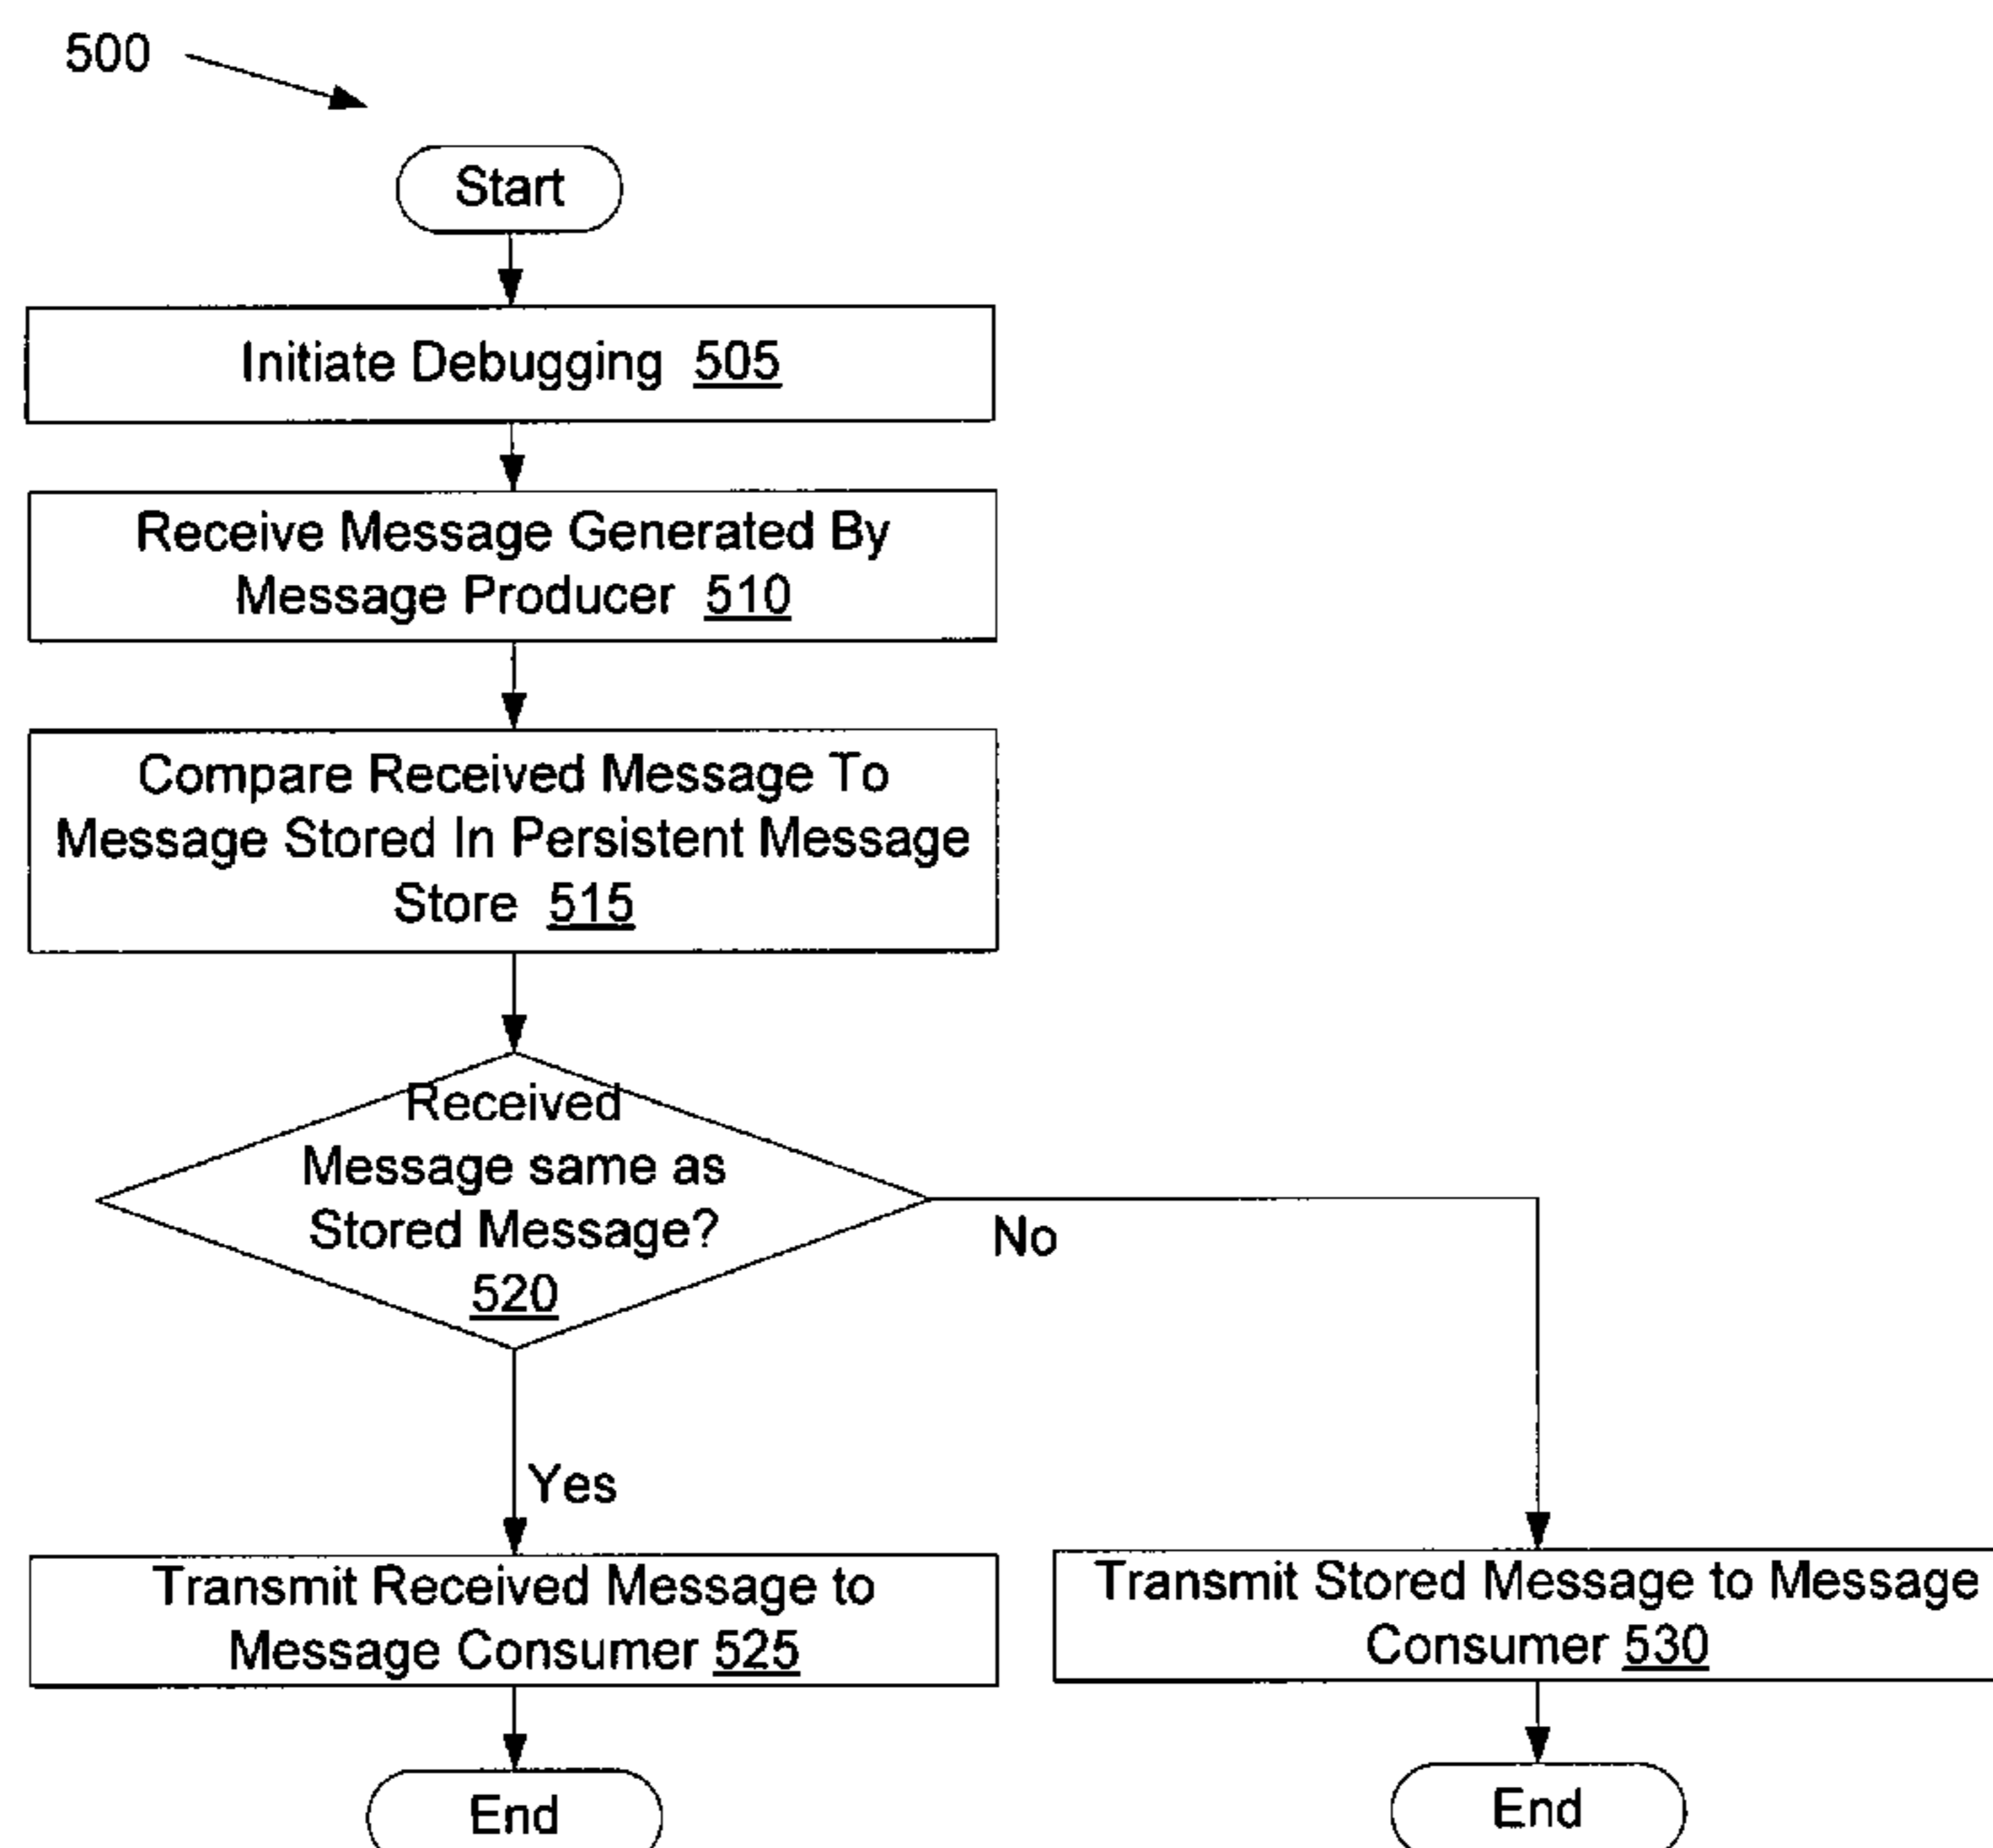 500
Start
Initiate Debugging 505
Receive Message Generated By
Message Producer 510
Compare Received Message To
Message Stored In Persistent Message
Store 515
Received
Message same as
Stored Message?
520
No
Yes
Transmit Received Message to
Message Consumer 525
Transmit Stored Message to Message
Consumer 530
End
End